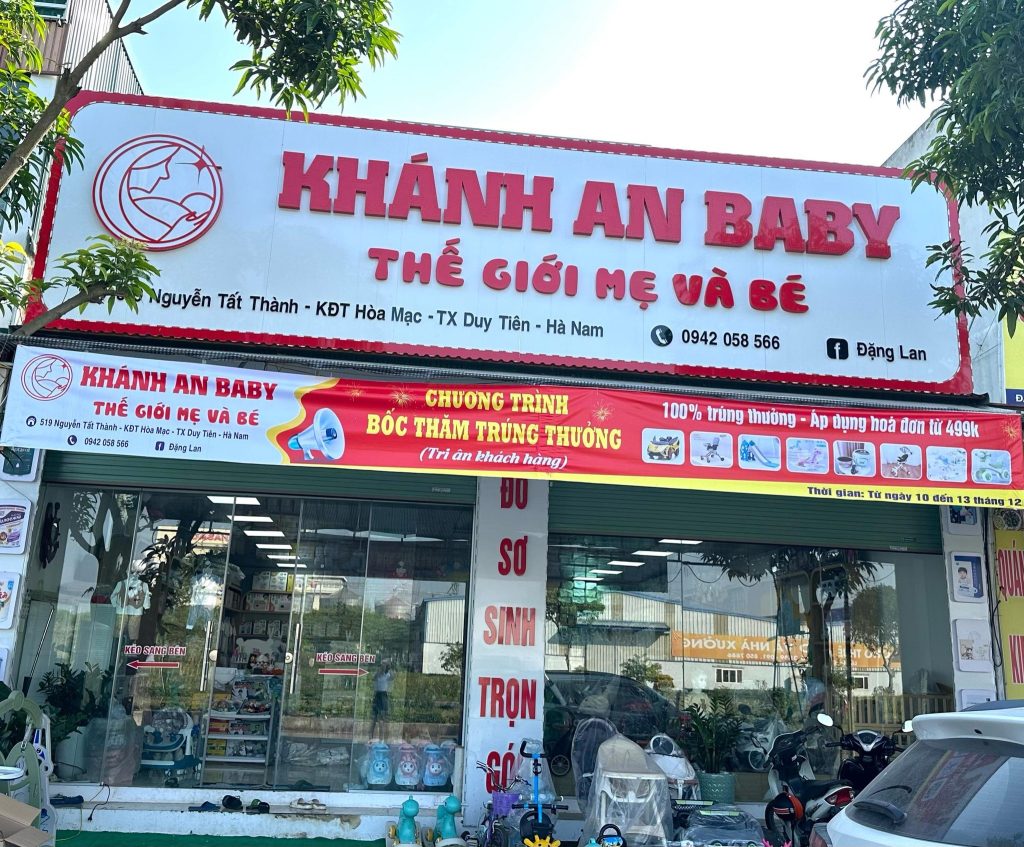 KHÁNH AN BABY
THẾ GIỚI MẸ VÀ BÉ
Nguyễn Tất Thành - KĐT Hòa Mạc - TX Duy Tiên - Hà Nam
0942 058 566
Đặng Lan
KHÁNH AN BABY
THẾ GIỚI MẸ VÀ BÉ
519 Nguyễn Tất Thành - KĐT Hòa Mạc - TX Duy Tiên - Hà Nam
0942 058 566
Đặng Lan
CHƯƠNG TRÌNH
BỐC THĂM TRÚNG THƯỞNG
(Tri ân khách hàng)
100% trúng thưởng - Áp dụng hoá đơn từ 499k
Thời gian: Từ ngày 10 đến 13 tháng 12
ĐỒ
SƠ
SINH
TRỌN
GÓI
KÉO SANG BÊN
KÉO SANG BÊN
NHÀ XƯỞNG
QUÁN